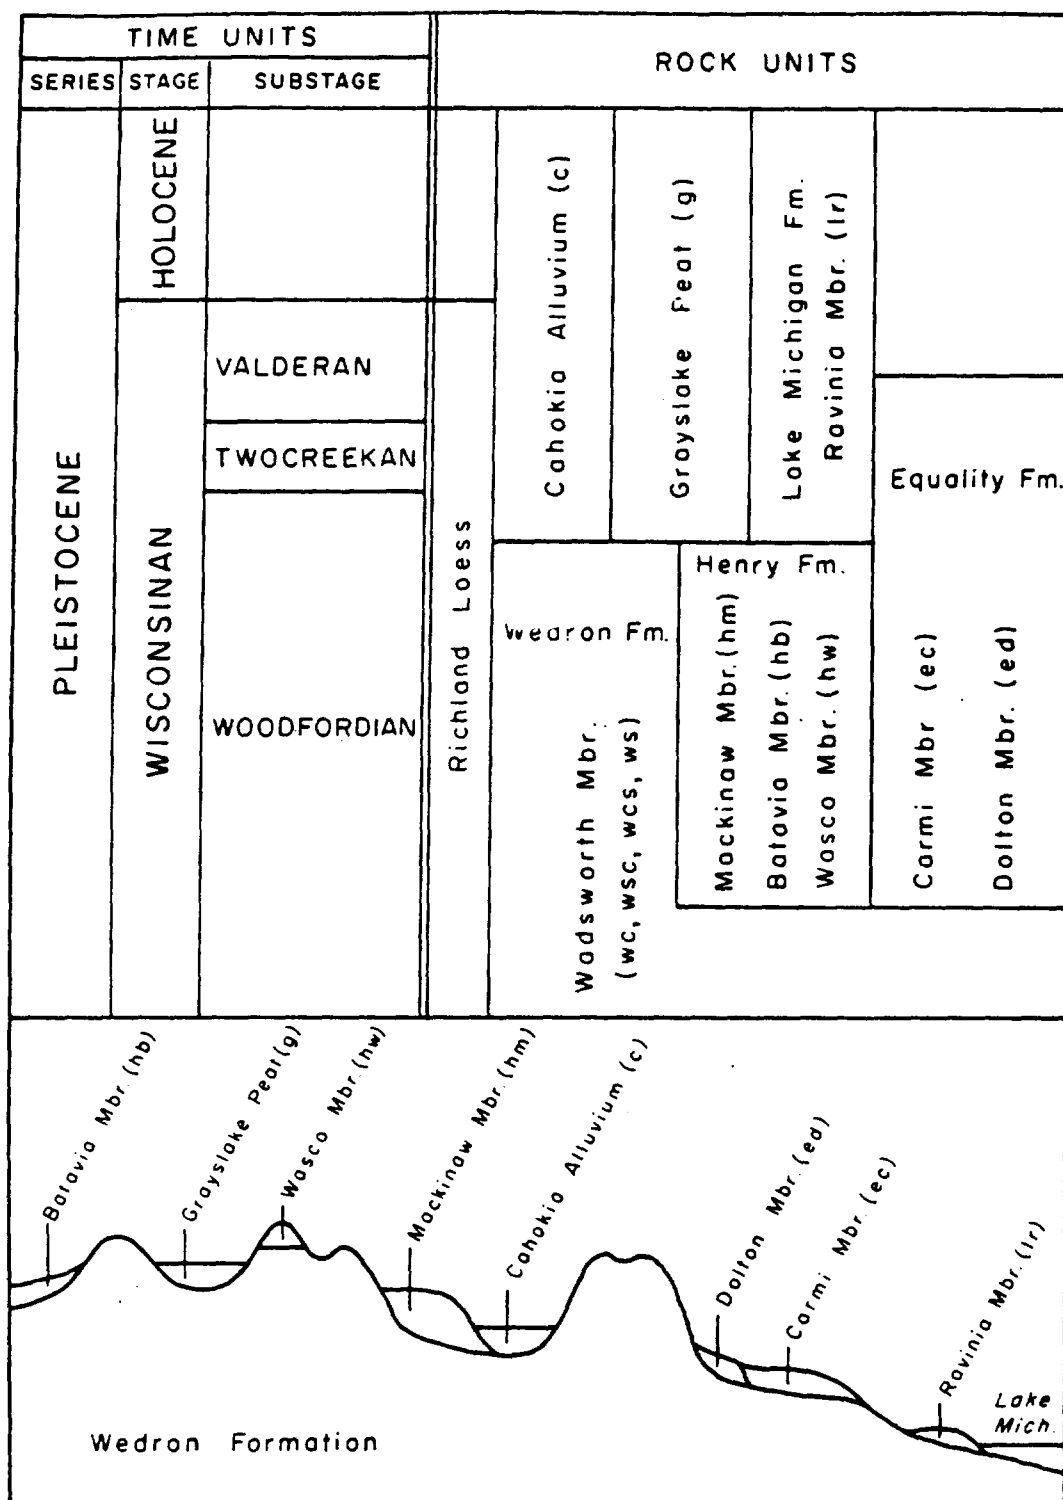 TIME UNITS
ROCK UNITS
SERIES
STAGE
SUBSTAGE
PLEISTOCENE
HOLOCENE
WISCONSINAN
VALDERAN
TWOCREEKAN
WOODFORDIAN
Richland Loess
Cahokia Alluvium (c)
Grayslake Peat (g)
Lake Michigan Fm.
Ravinia Mbr. (lr)
Equality Fm.
Carmi Mbr (ec)
Dolton Mbr. (ed)
Wedron Fm.
Wadsworth Mbr.
(wc, wsc, wcs, ws)
Henry Fm.
Mackinaw Mbr. (hm)
Batavia Mbr. (hb)
Wasco Mbr. (hw)
Batavia Mbr. (hb)
Grayslake Peat (g)
Wasco Mbr. (hw)
Mackinaw Mbr. (hm)
Cahokia Alluvium (c)
Dolton Mbr. (ed)
Carmi Mbr. (ec)
Ravinia Mbr. (lr)
Lake
Mich.
Wedron Formation